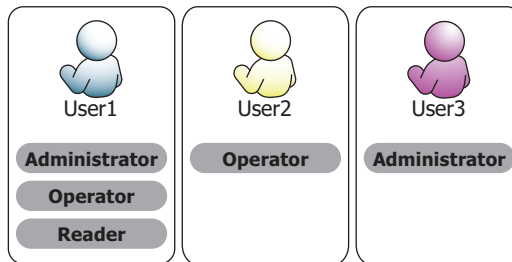 User1
Administrator
Operator
Reader
User2
Operator
User3
Administrator